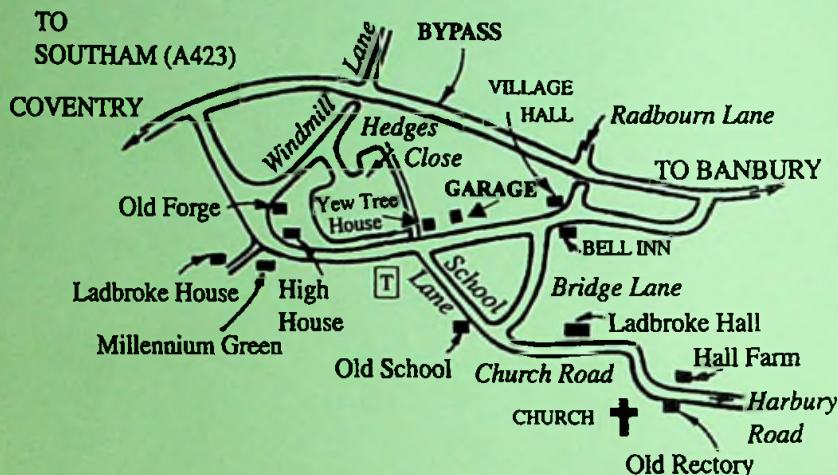 TO
SOUTHAM (A423)
COVENTRY
BYPASS
Lane
Windmill
VILLAGE
HALL
Radbourn Lane
Hedges
Close
TO BANBURY
GARAGE
Old Forge
Yew Tree
House
BELL INN
Ladbroke House
High
House
T
School
Lane
Bridge Lane
Millennium Green
Ladbroke Hall
Old School
Church Road
Hall Farm
CHURCH
Harbury
Road
Old Rectory